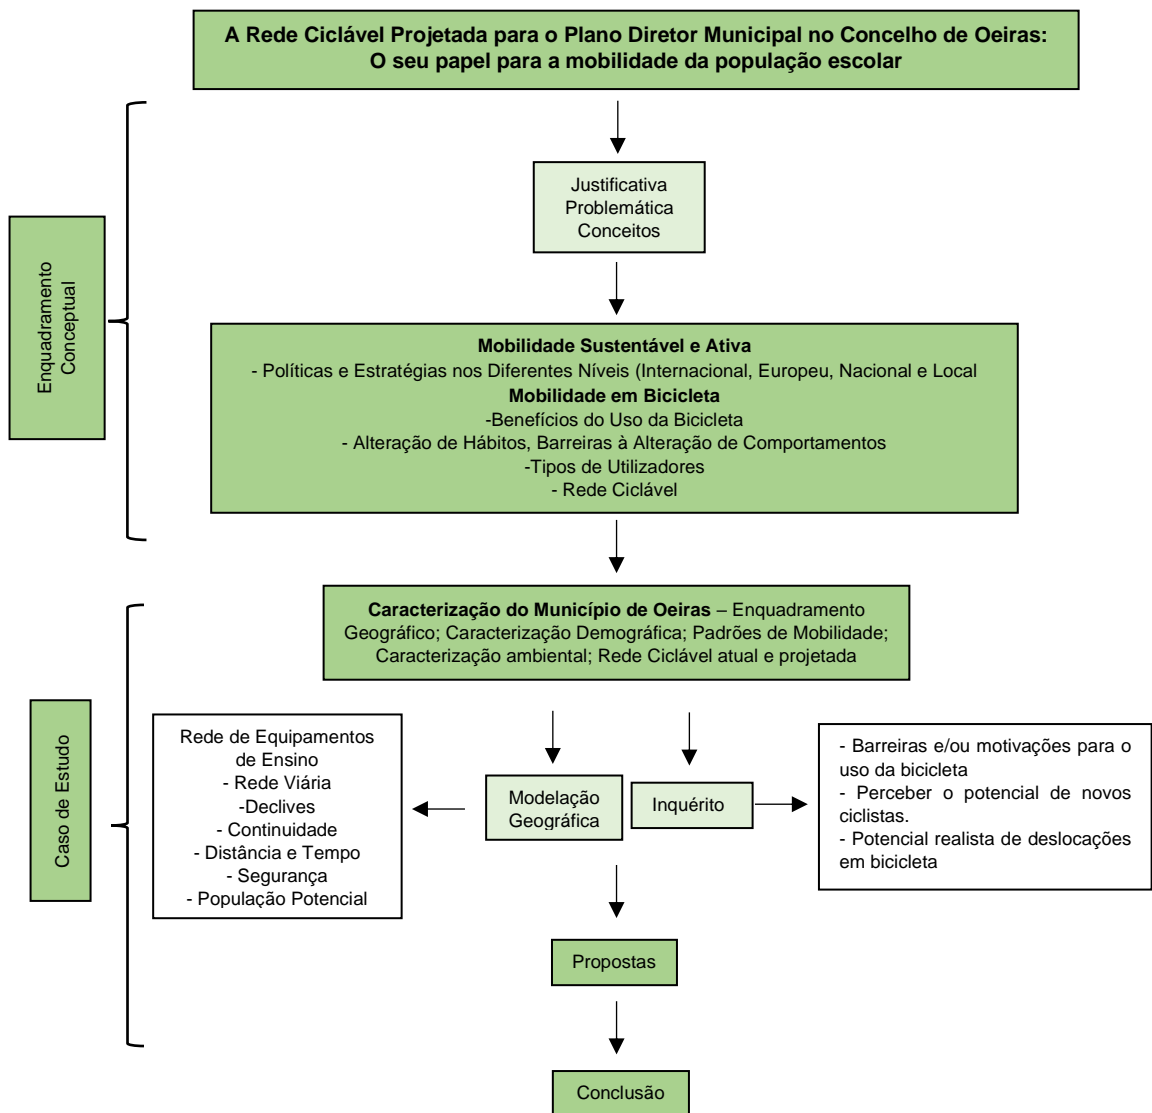 A Rede Ciclável Projetada para o Plano Diretor Municipal no Concelho de Oeiras:
O seu papel para a mobilidade da população escolar
Enquadramento
Conceptual
Justificativa
Problemática
Conceitos
Mobilidade Sustentável e Ativa
- Políticas e Estratégias nos Diferentes Níveis (Internacional, Europeu, Nacional e Local
Mobilidade em Bicicleta
-Benefícios do Uso da Bicicleta
- Alteração de Hábitos, Barreiras à Alteração de Comportamentos
-Tipos de Utilizadores
- Rede Ciclável
Caso de Estudo
Caracterização do Município de Oeiras – Enquadramento
Geográfico; Caracterização Demográfica; Padrões de Mobilidade;
Caracterização ambiental; Rede Ciclável atual e projetada
Rede de Equipamentos
de Ensino
- Rede Viária
-Declives
- Continuidade
- Distância e Tempo
- Segurança
- População Potencial
Modelação
Geográfica
Inquérito
- Barreiras e/ou motivações para o
uso da bicicleta
- Perceber o potencial de novos
ciclistas.
- Potencial realista de deslocações
em bicicleta
Propostas
Conclusão